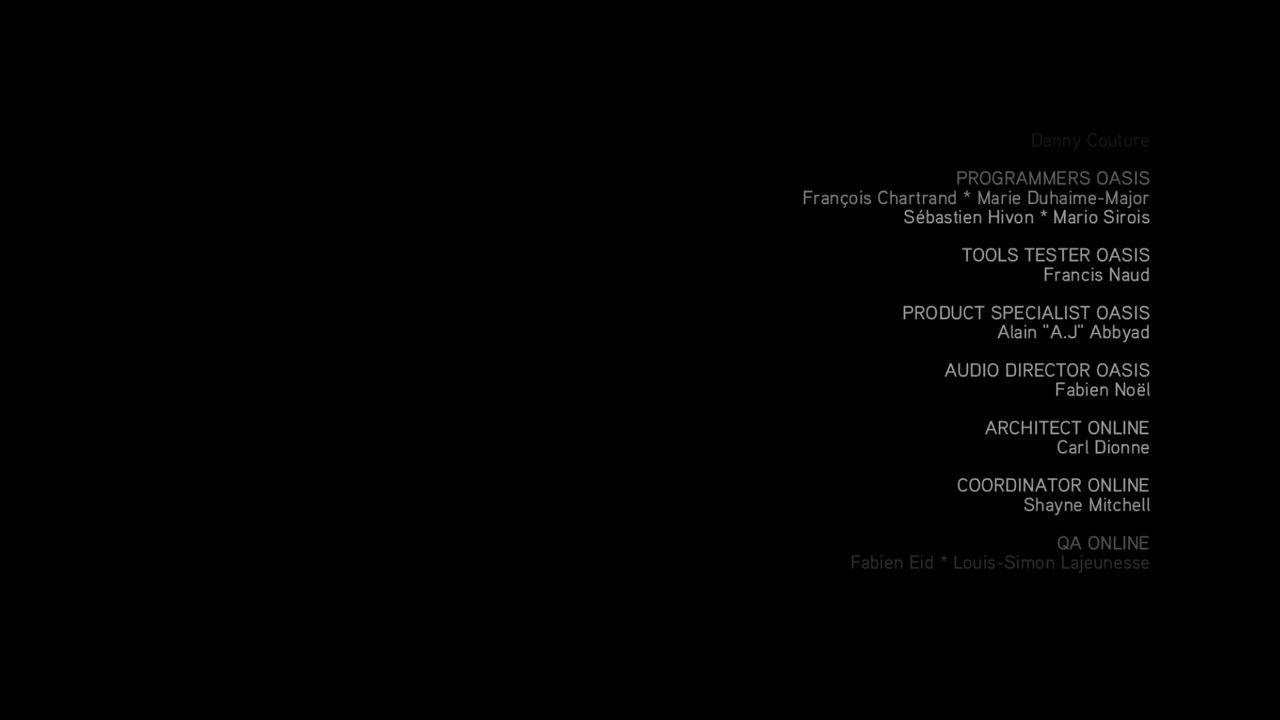 Danny Couture
PROGRAMMERS OASIS
François Chartrand * Marie Duhaime-Major
Sébastien Hivon * Mario Sirois
TOOLS TESTER OASIS
Francis Naud
PRODUCT SPECIALIST OASIS
Alain "A.J" Abbyad
AUDIO DIRECTOR OASIS
Fabien Noël
ARCHITECT ONLINE
Carl Dionne
COORDINATOR ONLINE
Shayne Mitchell
QA ONLINE
Fabien Eid * Louis-Simon Lajeunesse